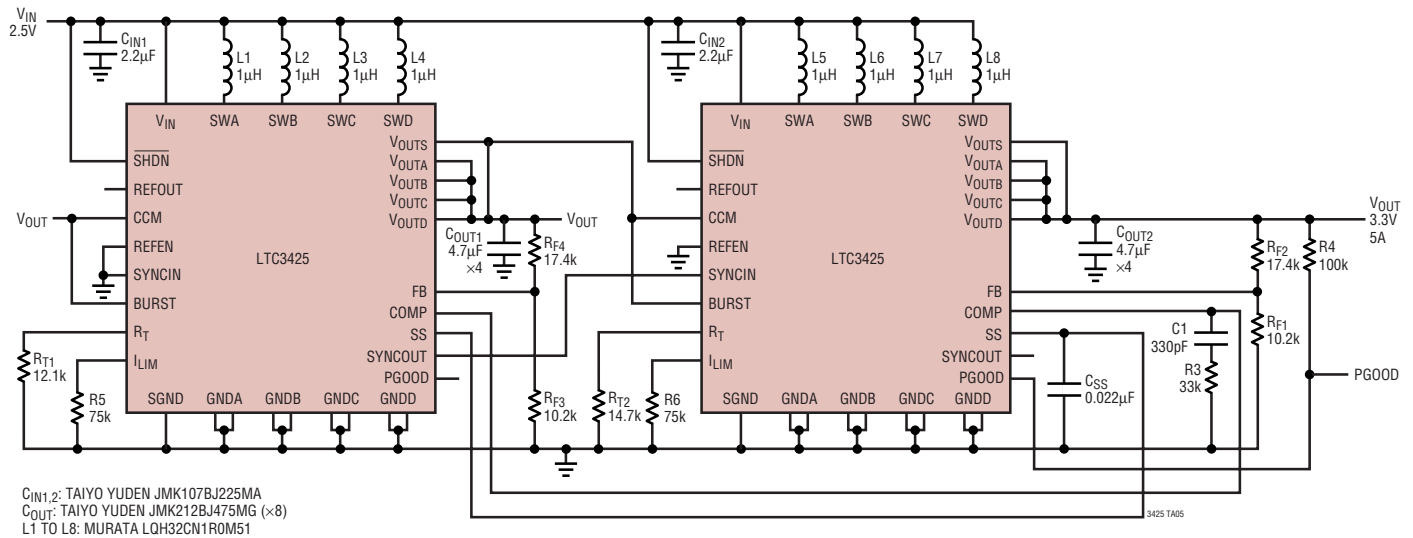 VIN
2.5V
CIN1
2.2µF
L1
1µH
L2
1µH
L3
1µH
L4
1µH
CIN2
2.2µF
L5
1µH
L6
1µH
L7
1µH
L8
1µH
VIN
SWA
SWB
SWC
SWD
SHDN
REFOUT
CCM
REFEN
SYNCIN
BURST
RT
ILIM
SGND
GNDA
GNDB
GNDC
GNDD
LTC3425
VOUTS
VOUTA
VOUTB
VOUTC
VOUTD
FB
COMP
SS
SYNCOUT
PGOOD
VOUT
RT1
12.1k
R5
75k
COUT1
4.7µF
×4
RF4
17.4k
VOUT
RF3
10.2k
VIN
SWA
SWB
SWC
SWD
SHDN
REFOUT
CCM
REFEN
SYNCIN
BURST
RT
ILIM
SGND
GNDA
GNDB
GNDC
GNDD
LTC3425
VOUTS
VOUTA
VOUTB
VOUTC
VOUTD
FB
COMP
SS
SYNCOUT
PGOOD
RT2
14.7k
R6
75k
COUT2
4.7µF
×4
RF2
17.4k
R4
100k
VOUT
3.3V
5A
C1
330pF
R3
33k
RF1
10.2k
CSS
0.022µF
PGOOD
CIN1,2: TAIYO YUDEN JMK107BJ225MA
COUT: TAIYO YUDEN JMK212BJ475MG (×8)
L1 TO L8: MURATA LQH32CN1R0M51
3425 TA05